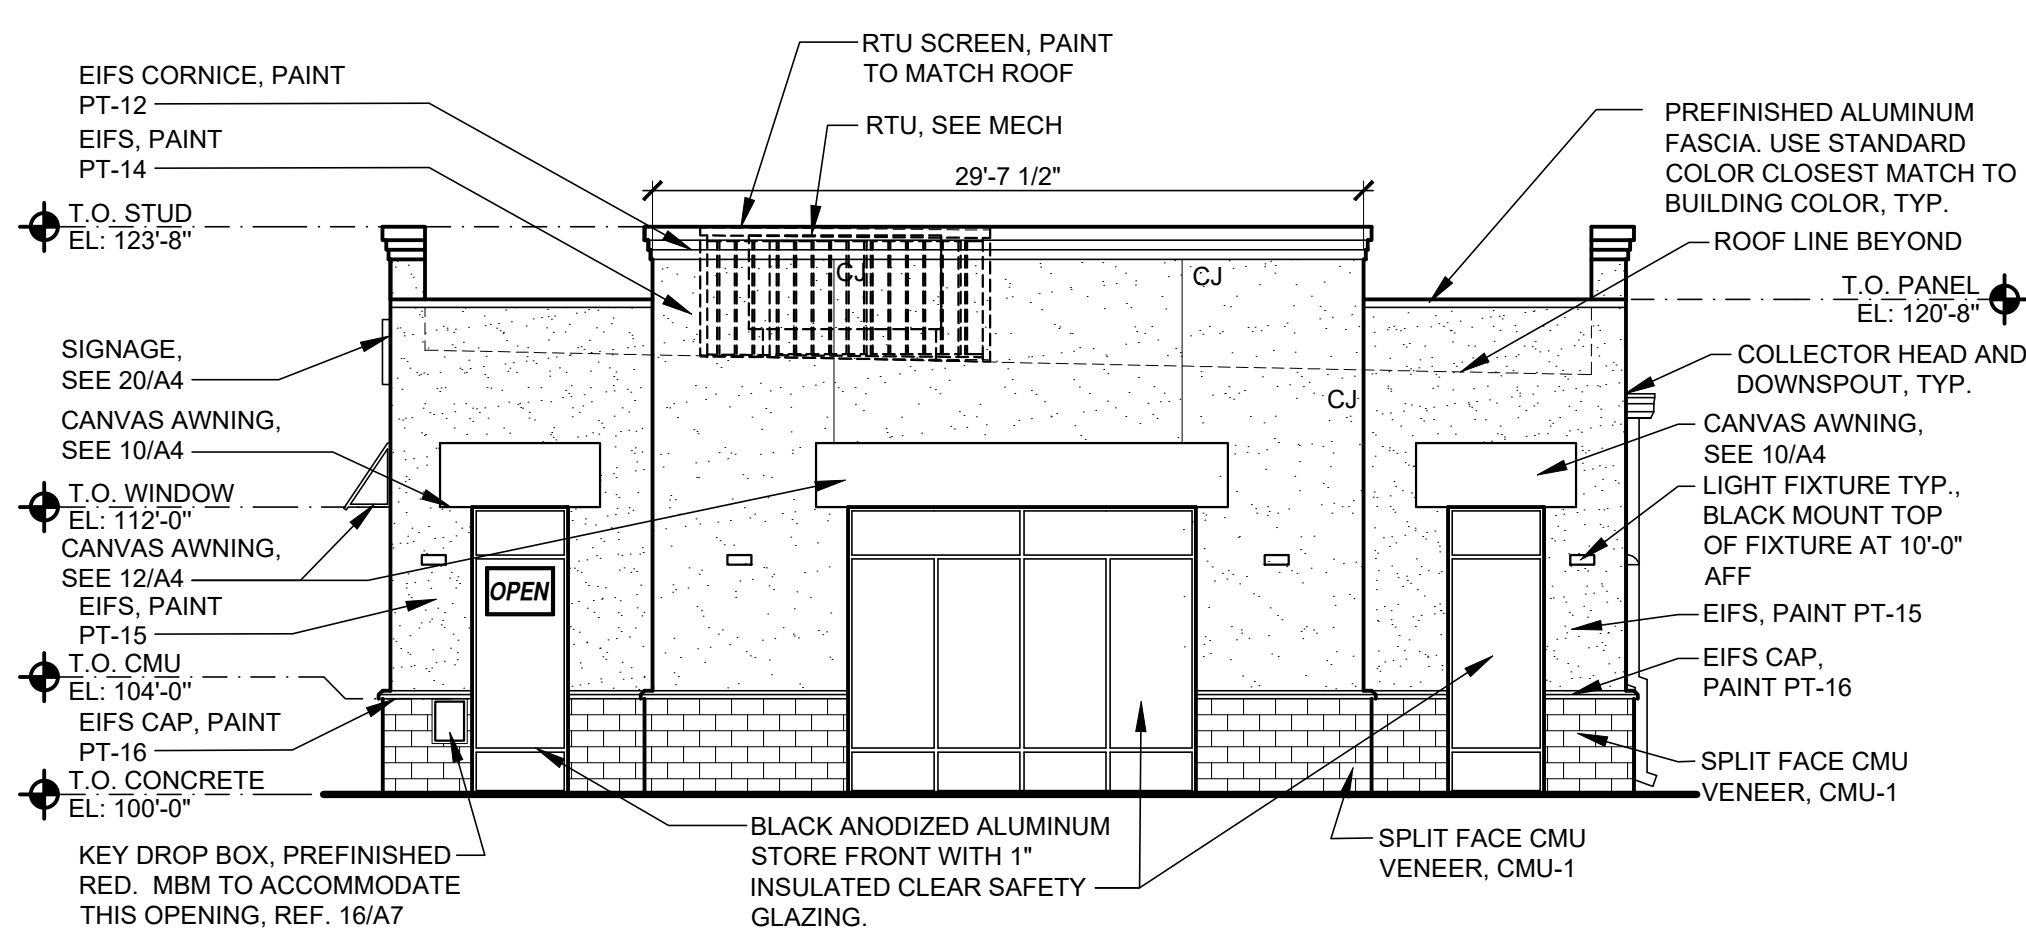 RTU SCREEN, PAINT
TO MATCH ROOF
EIFS CORNICE, PAINT
PT-12
EIFS, PAINT
PT-14
RTU, SEE MECH
29'-7 1/2"
PREFINISHED ALUMINUM
FASCIA. USE STANDARD
COLOR CLOSEST MATCH TO
BUILDING COLOR, TYP.
T.O. STUD
EL: 123'-8"
ROOF LINE BEYOND
CJ
CJ
T.O. PANEL
EL: 120'-8"
SIGNAGE,
SEE 20/A4
COLLECTOR HEAD AND
DOWNSPOUT, TYP.
CJ
CANVAS AWNING,
SEE 10/A4
CANVAS AWNING,
SEE 10/A4
T.O. WINDOW
EL: 112'-0"
LIGHT FIXTURE TYP.,
BLACK MOUNT TOP
OF FIXTURE AT 10'-0"
AFF
CANVAS AWNING,
SEE 12/A4
OPEN
EIFS, PAINT
PT-15
EIFS, PAINT PT-15
T.O. CMU
EL: 104'-0"
EIFS CAP,
PAINT PT-16
EIFS CAP, PAINT
PT-16
SPLIT FACE CMU
VENEER, CMU-1
T.O. CONCRETE
EL: 100'-0"
KEY DROP BOX, PREFINISHED
RED. MBM TO ACCOMMODATE
THIS OPENING, REF. 16/A7
BLACK ANODIZED ALUMINUM
STORE FRONT WITH 1"
INSULATED CLEAR SAFETY
GLAZING.
SPLIT FACE CMU
VENEER, CMU-1